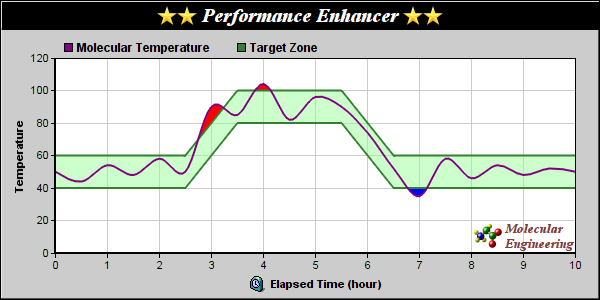 Performance Enhancer
Molecular Temperature
Target Zone
Temperature
120
100
80
60
40
20
0
0 1 2 3 4 5 6 7 8 9 10
Elapsed Time (hour)
Molecular
Engineering